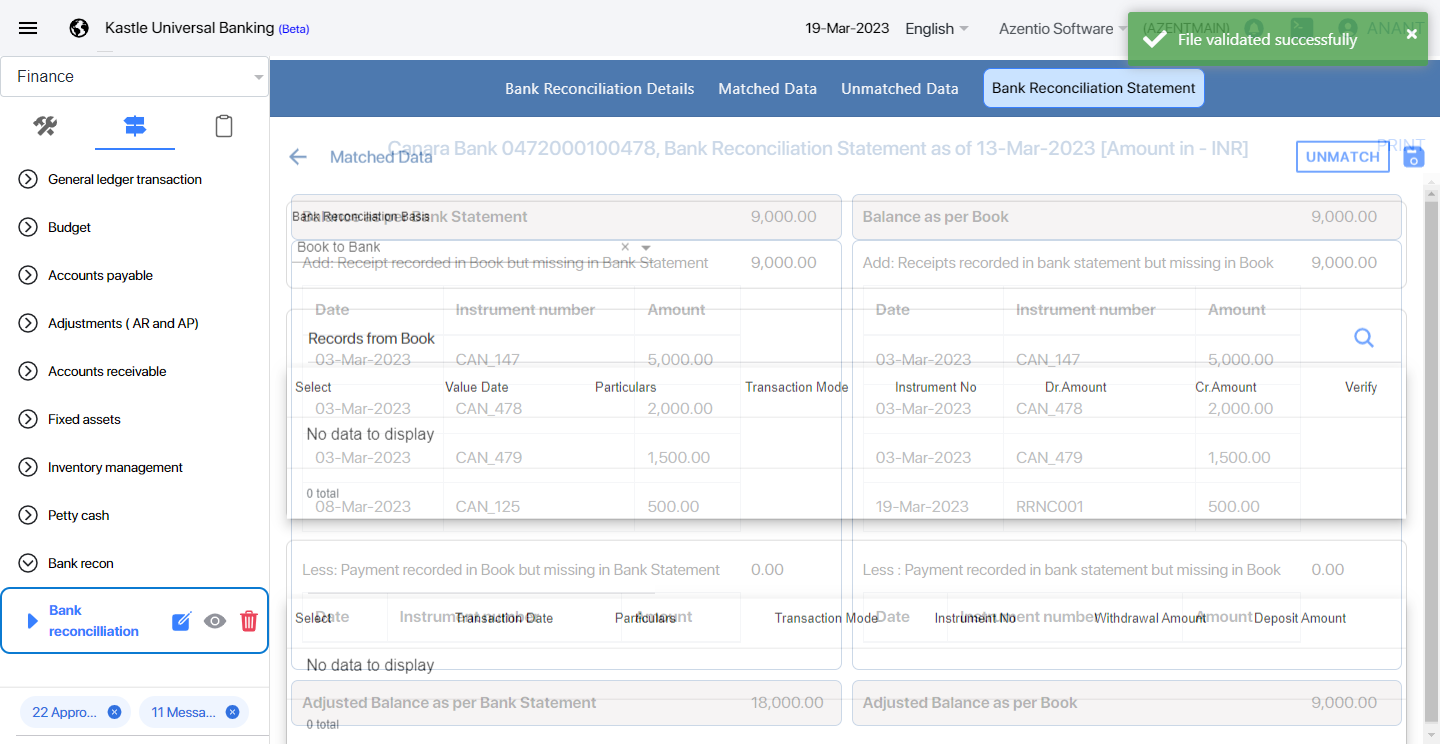 Kastle Universal Banking (Beta)
19-Mar-2023 English Azentio Software (AZENTMAIN) ANANT
File validated successfully
Finance
Bank Reconciliation Details Matched Data Unmatched Data Bank Reconciliation Statement
General ledger transaction
Budget
Accounts payable
Adjustments ( AR and AP)
Accounts receivable
Fixed assets
Inventory management
Petty cash
Bank recon
Bank
reconcilliation
22 Appro... 11 Messa...
Matched Data
Canara Bank 0472000100478, Bank Reconciliation Statement as of 13-Mar-2023 [Amount in - INR]
UNMATCH
PRINT
Bank Reconciliation Basis
Balance as per Bank Statement 9,000.00 Balance as per Book 9,000.00
Book to Bank
Add: Receipt recorded in Book but missing in Bank Statement 9,000.00 Add: Receipts recorded in bank statement but missing in Book 9,000.00
Date Instrument number Amount Date Instrument number Amount
Records from Book
03-Mar-2023 CAN_147 5,000.00 03-Mar-2023 CAN_147 5,000.00
Select Value Date Particulars Transaction Mode Instrument No Dr.Amount Cr.Amount Verify
03-Mar-2023 CAN_478 2,000.00 03-Mar-2023 CAN_478 2,000.00
No data to display
03-Mar-2023 CAN_479 1,500.00 03-Mar-2023 CAN_479 1,500.00
0 total
08-Mar-2023 CAN_125 500.00 19-Mar-2023 RRNC001 500.00
Less: Payment recorded in Book but missing in Bank Statement 0.00 Less : Payment recorded in bank statement but missing in Book 0.00
Date Instrument number Amount Date Instrument number Amount
Select Transaction Date Particulars Transaction Mode Instrument No Withdrawal Amount Deposit Amount
No data to display
Adjusted Balance as per Bank Statement 18,000.00 Adjusted Balance as per Book 9,000.00
0 total